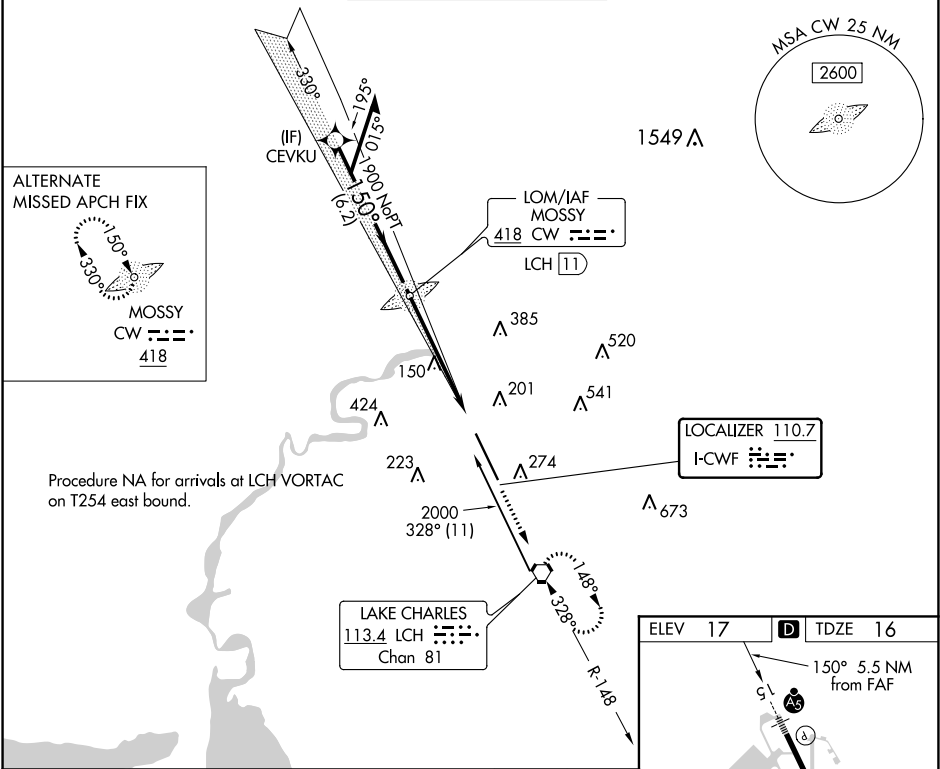 MSA CW 25 NM
2600
330°
195°
015°
(IF)
CEVKU
1900 NoPT
150°
(6.2)
1549
ALTERNATE
MISSED APCH FIX
150°
330°
MOSSY
CW
418
LOM/IAF
MOSSY
418 CW
LCH 11
385
520
150
201
541
424
LOCALIZER 110.7
I-CWF
223
274
Procedure NA for arrivals at LCH VORTAC
on T254 east bound.
673
2000
328° (11)
148°
328°
LAKE CHARLES
113.4 LCH
Chan 81
R-148
ELEV 17 D TDZE 16
150° 5.5 NM
from FAF
15
A5